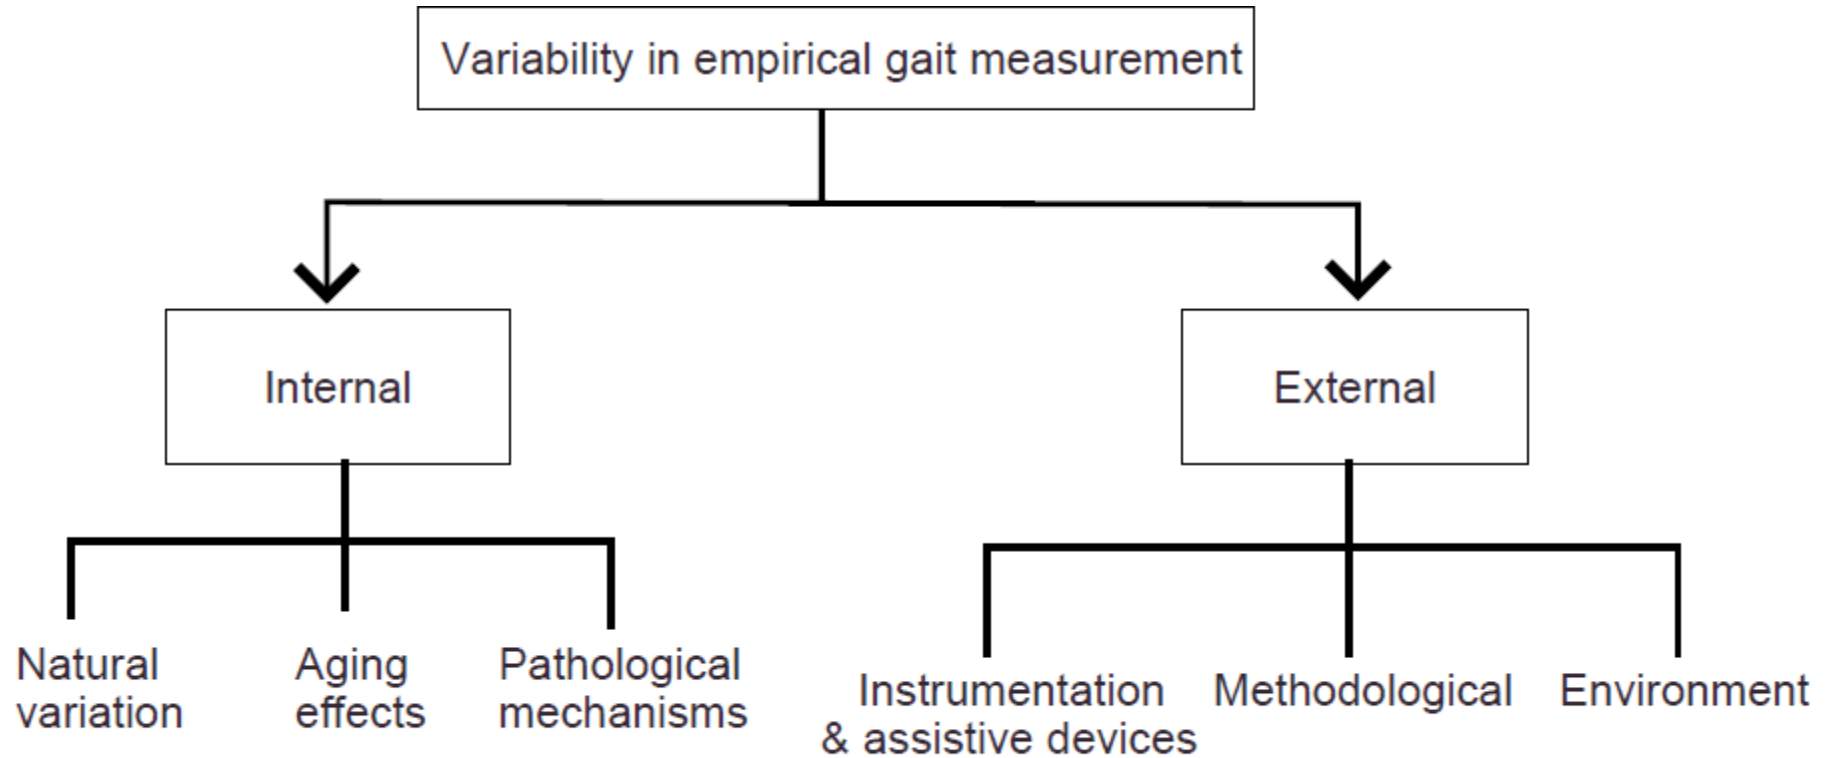 Variability in empirical gait measurement
Internal
External
Natural
variation
Aging
effects
Pathological
mechanisms
Instrumentation
& assistive devices
Methodological
Environment